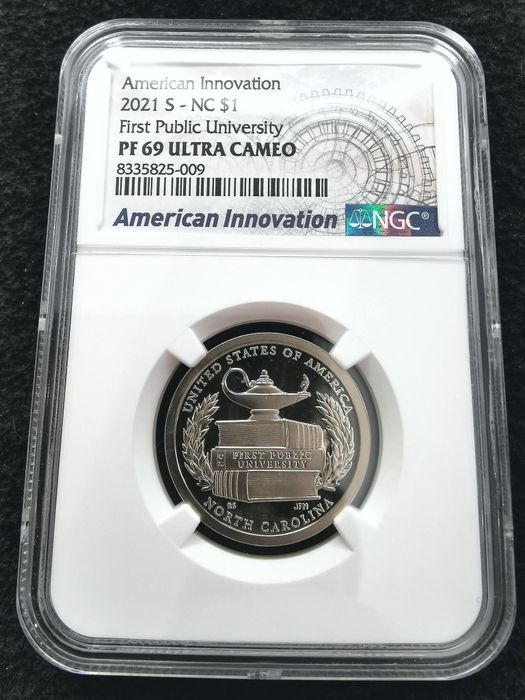 American Innovation
2021 S - NC $1
First Public University
PF 69 ULTRA CAMEO
8335825-009
American Innovation NGC®
UNITED STATES OF AMERICA
FIRST PUBLIC
UNIVERSITY
NORTH CAROLINA
JFM